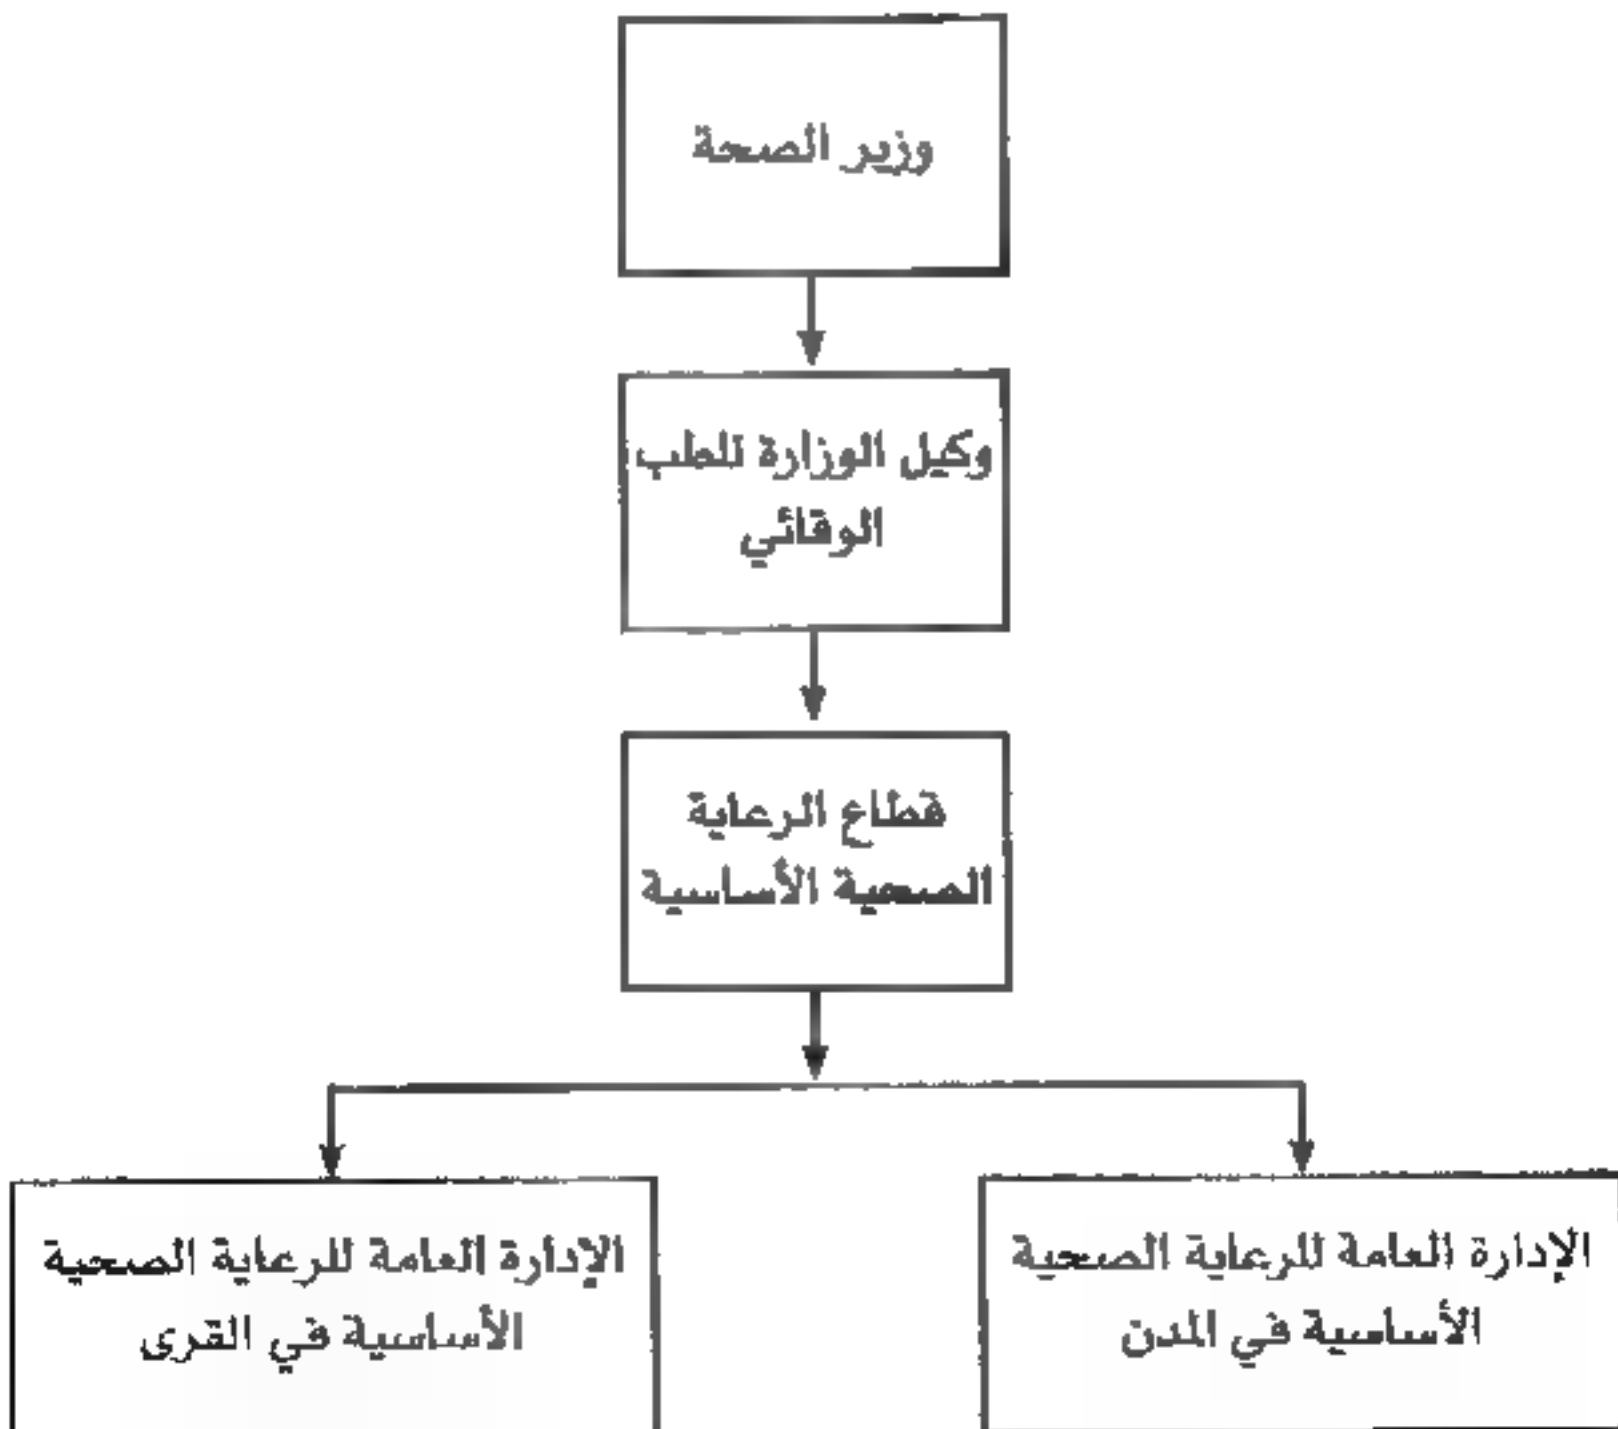 وزير الصحة
وكيل الوزارة للطب
الوقائي
قطاع الرعاية
الصحية الأساسية
الإدارة العامة للرعاية الصحية
الأساسية في المدن
الإدارة العامة للرعاية الصحية
الأساسية في القرى